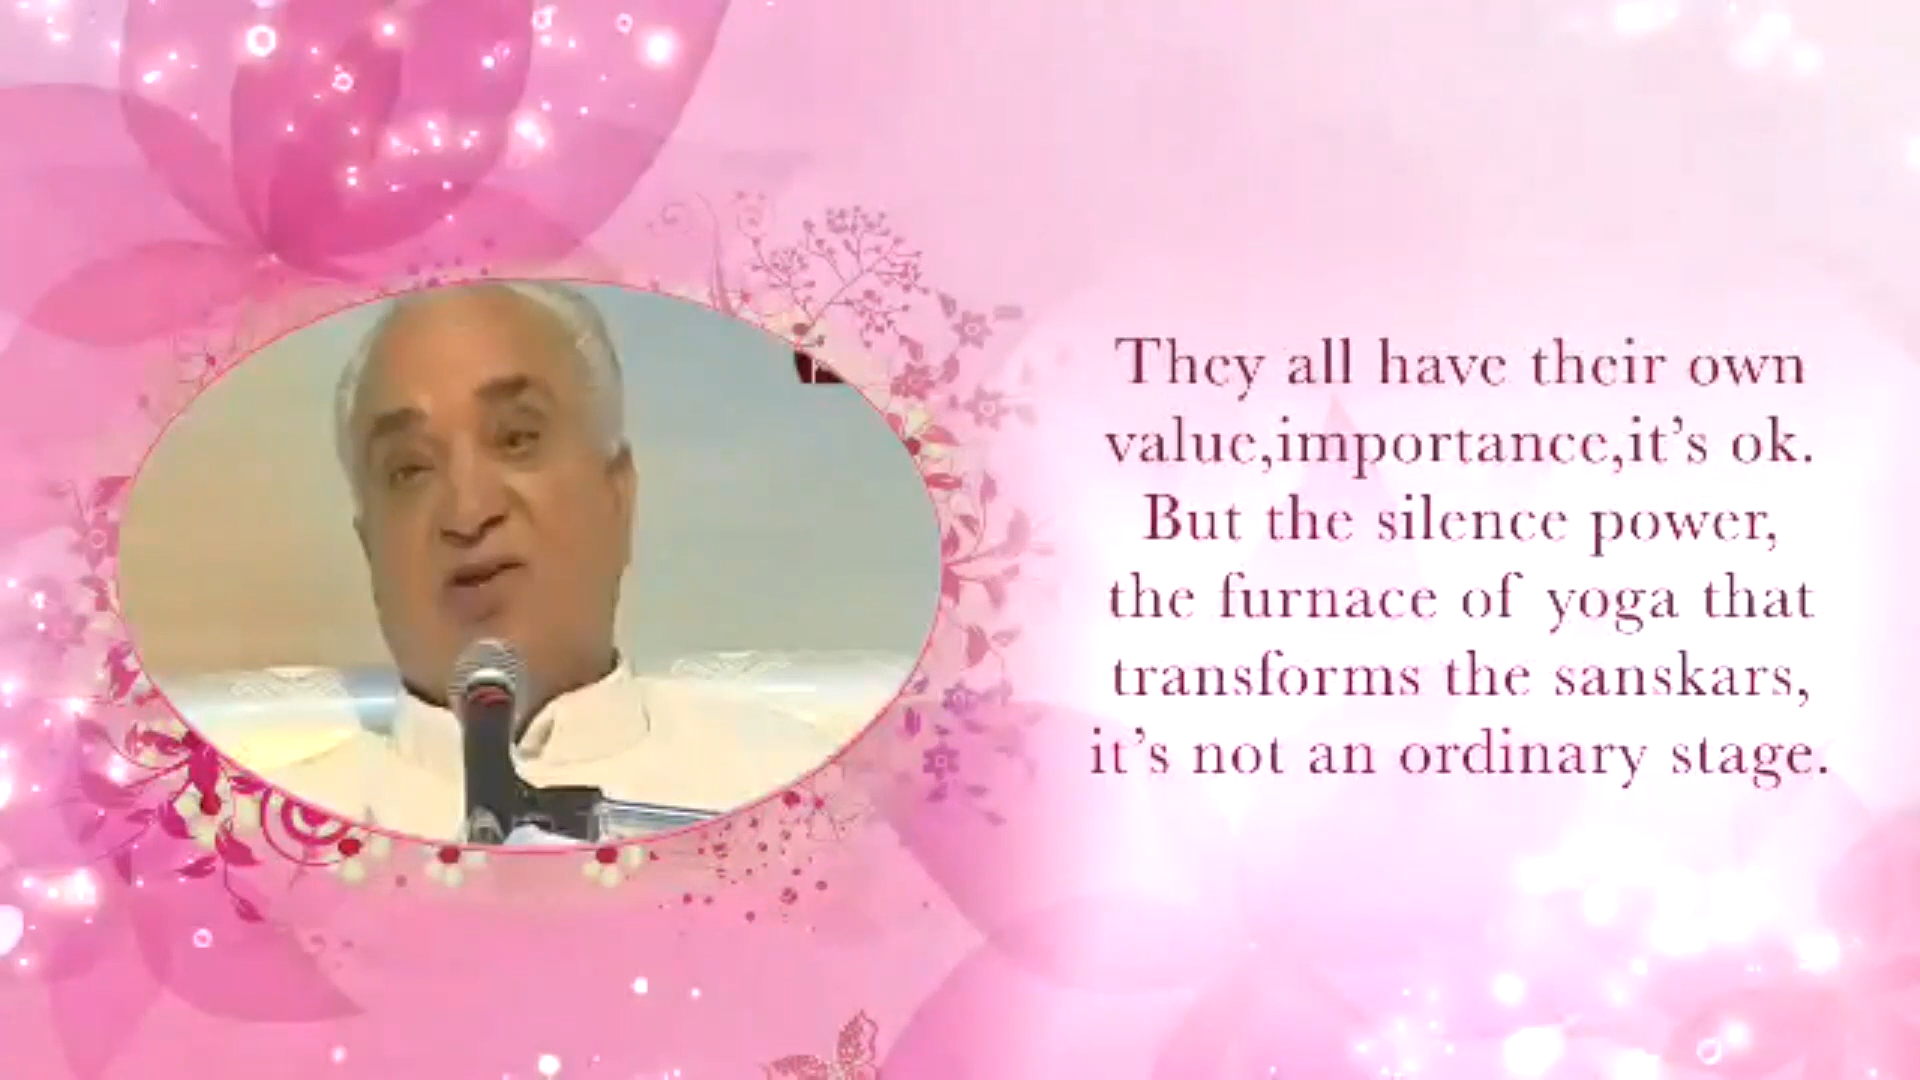 They all have their own
value,importance,it's ok.
But the silence power,
the furnace of yoga that
transforms the sanskars,
it's not an ordinary stage.